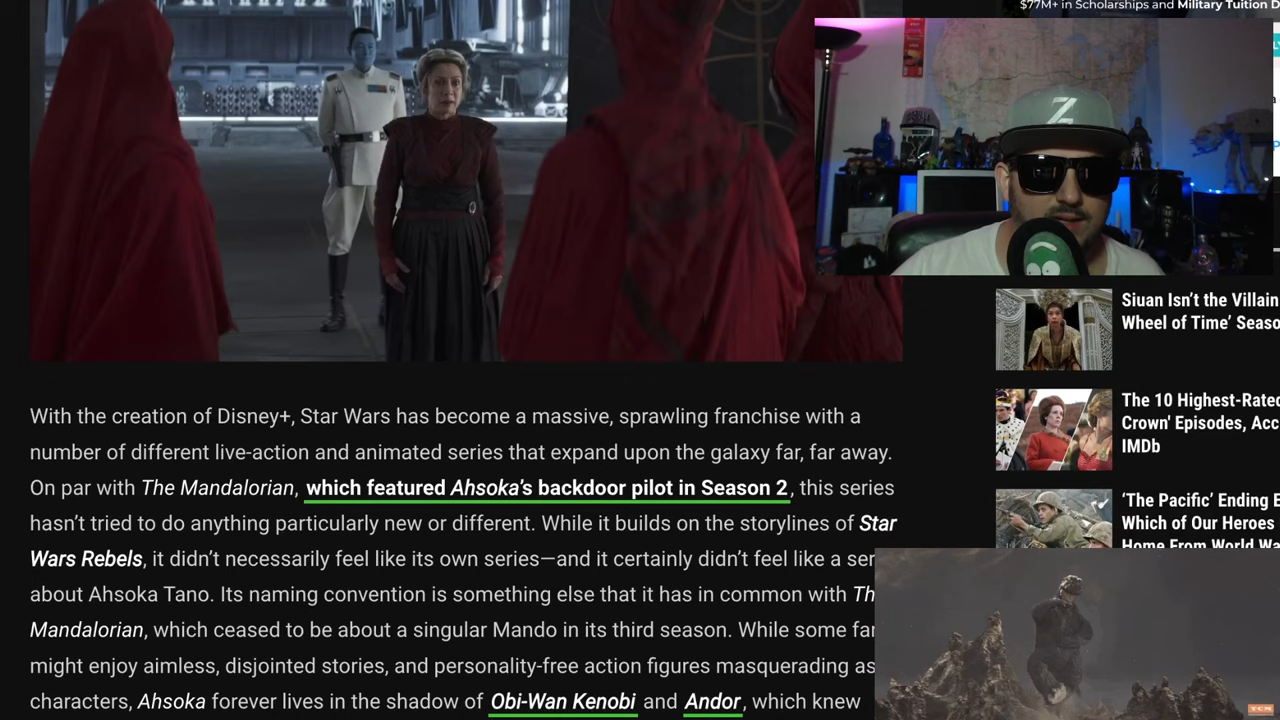 $77M+ in Scholarships and Military Tuition D
Z
Siuan Isn't the Villain
Wheel of Time' Seaso
The 10 Highest-Rated
Crown' Episodes, Acc
IMDb
'The Pacific' Ending E
Which of Our Heroes
Home From World Wa
With the creation of Disney+, Star Wars has become a massive, sprawling franchise with a
number of different live-action and animated series that expand upon the galaxy far, far away.
On par with The Mandalorian, which featured Ahsoka's backdoor pilot in Season 2, this series
hasn't tried to do anything particularly new or different. While it builds on the storylines of Star
Wars Rebels, it didn't necessarily feel like its own series—and it certainly didn't feel like a ser
about Ahsoka Tano. Its naming convention is something else that it has in common with Th
Mandalorian, which ceased to be about a singular Mando in its third season. While some fan
might enjoy aimless, disjointed stories, and personality-free action figures masquerading as
characters, Ahsoka forever lives in the shadow of Obi-Wan Kenobi and Andor, which knew
TCM